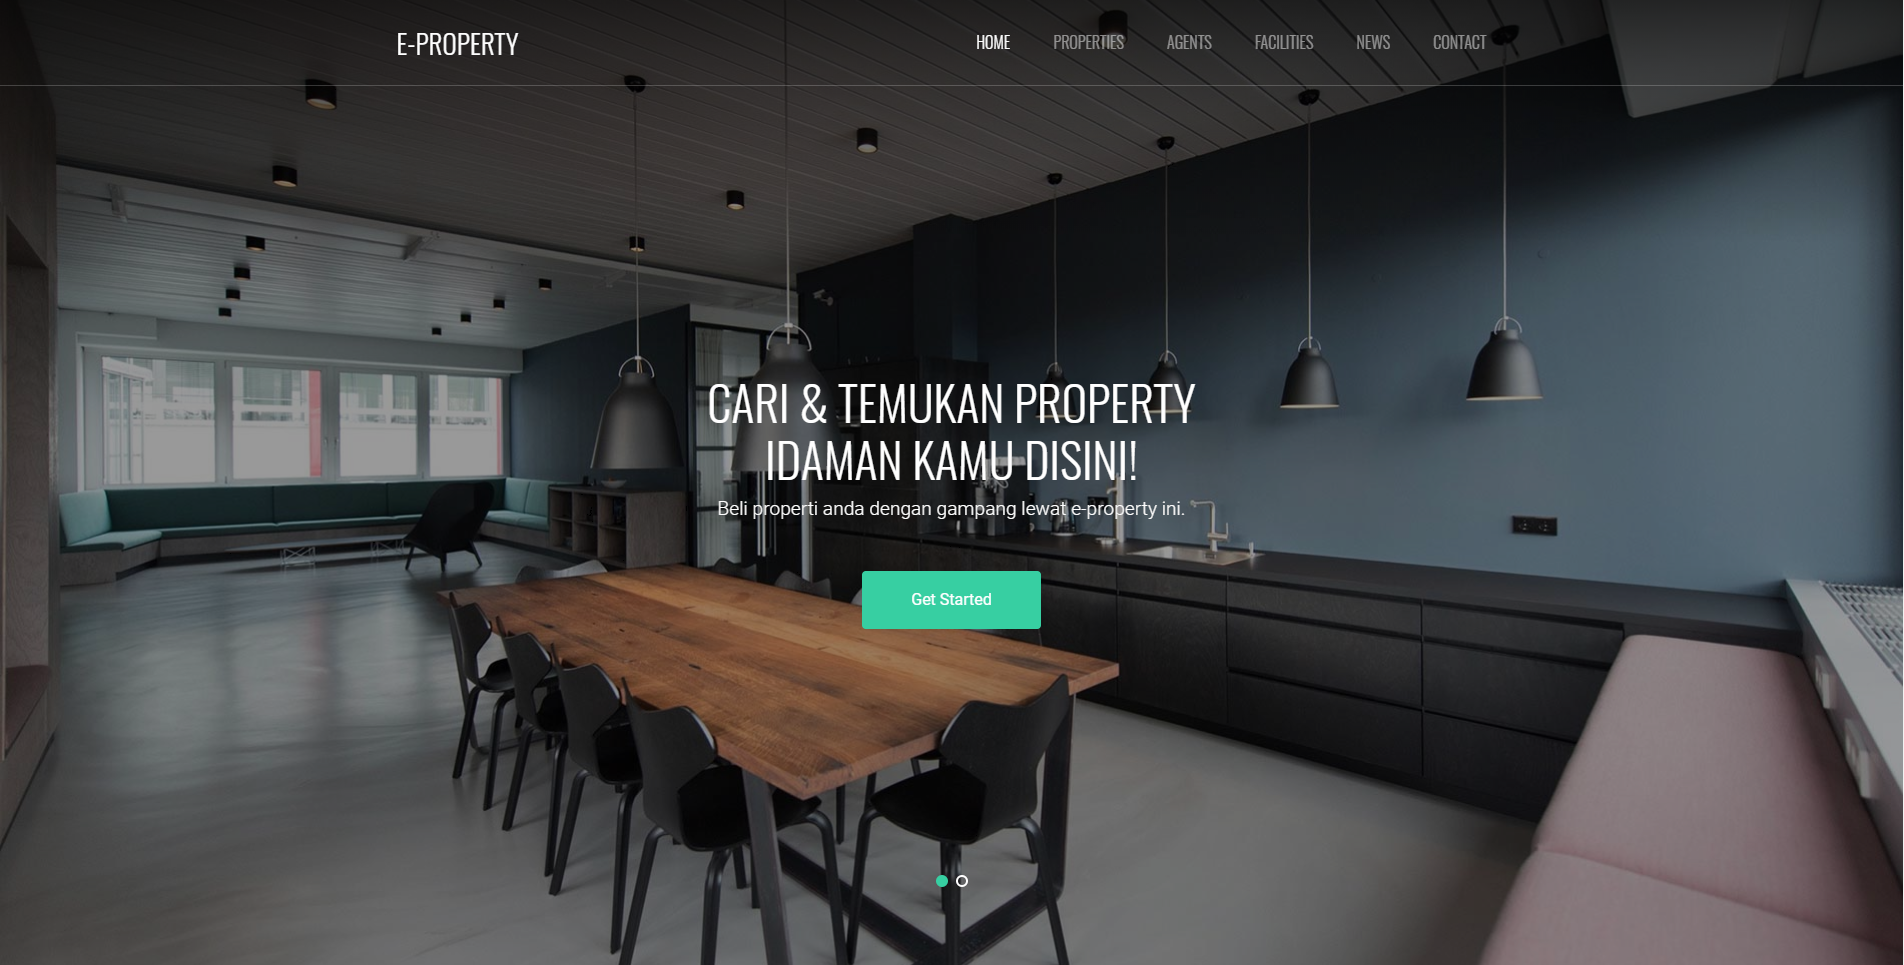 E-PROPERTY
HOME PROPERTIES AGENTS FACILITIES NEWS CONTACT
CARI & TEMUKAN PROPERTY
IDAMAN KAMU DISINI!
Beli properti anda dengan gampang lewat e-property ini.
Get Started